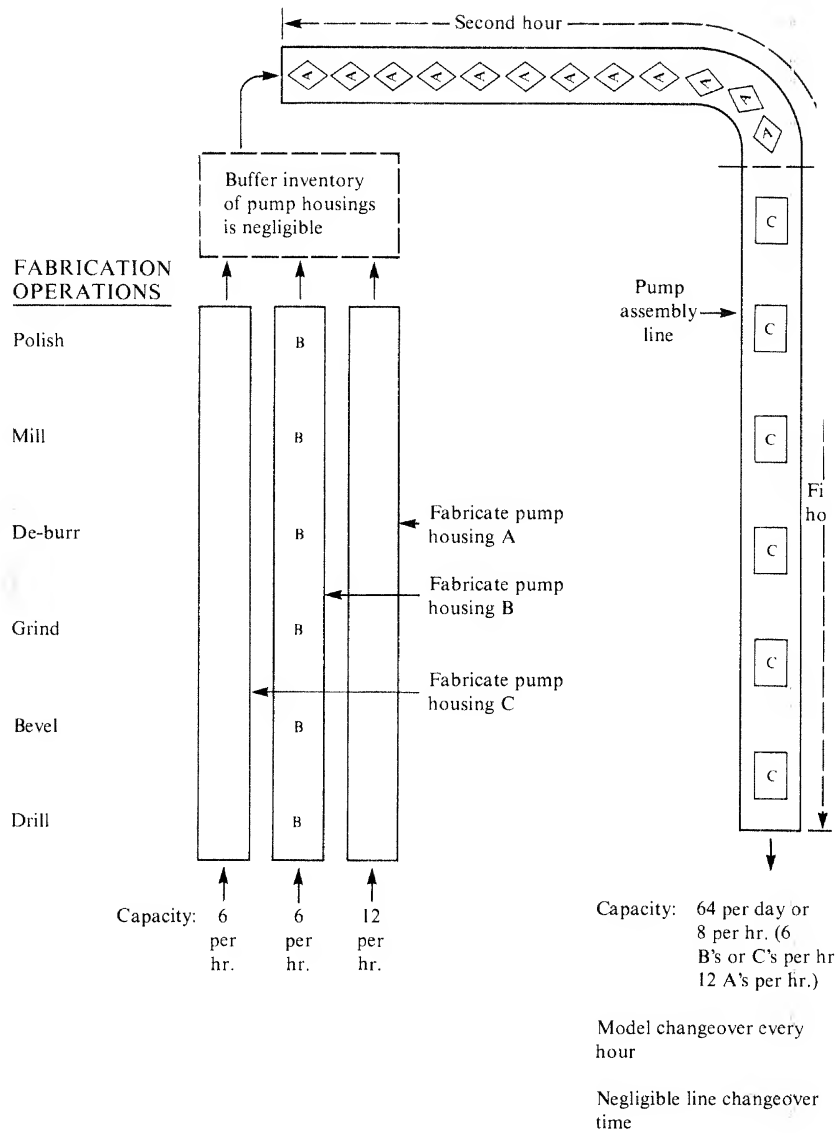 Second hour
A A A A A A A A A A A A
Buffer inventory
of pump housings
is negligible
FABRICATION
OPERATIONS
Polish
Mill
De-burr
Grind
Bevel
Drill
B
B
B
B
B
B
Fabricate pump
housing A
Fabricate pump
housing B
Fabricate pump
housing C
Capacity: 6 6 12
per per per
hr. hr. hr.
Pump
assembly
line
C
C
C
C
C
C
Fi
ho
Capacity: 64 per day or
8 per hr. (6
B's or C's per hr
12 A's per hr.)
Model changeover every
hour
Negligible line changeover
time